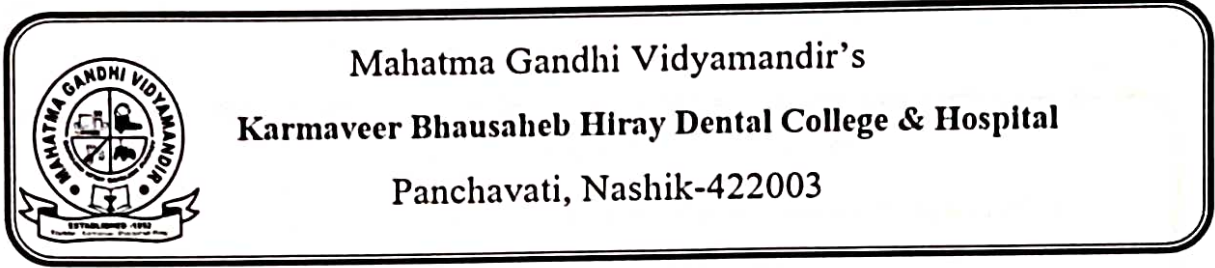 Mahatma Gandhi Vidyamandir's
Karmaveer Bhausaheb Hiray Dental College & Hospital
Panchavati, Nashik-422003
MAHATMA GANDHI VIDYAMANDIR
ESTABLISHED -1952